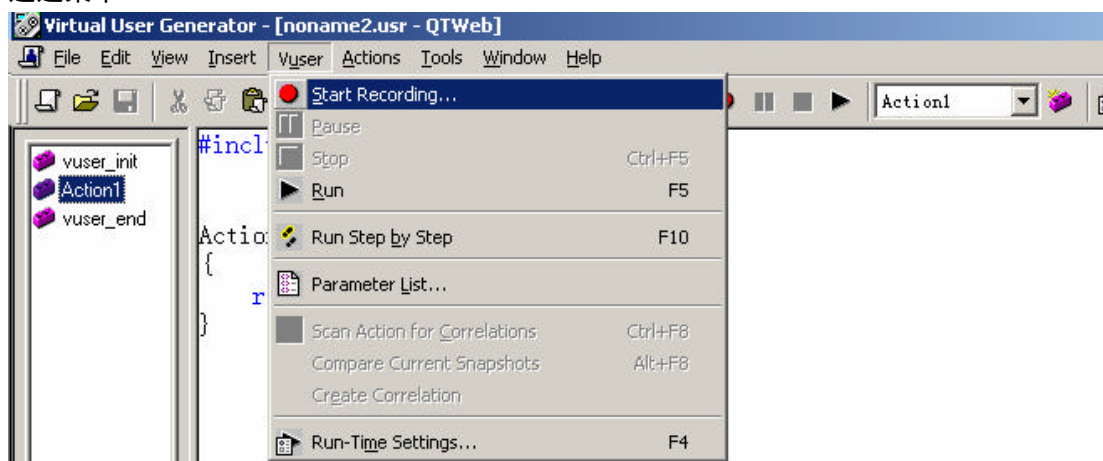 Virtual User Generator - [noname2.usr - QTWeb]
File Edit View Insert Vuser Actions Tools Window Help
Start Recording...
Action1
Pause
#incl
vuser_init
Stop Ctrl+F5
Action1
Run F5
vuser_end
Actio
Run Step by Step F10
{
Parameter List...
r
}
Scan Action for Correlations Ctrl+F8
Compare Current Snapshots Alt+F8
Create Correlation
Run-Time Settings... F4